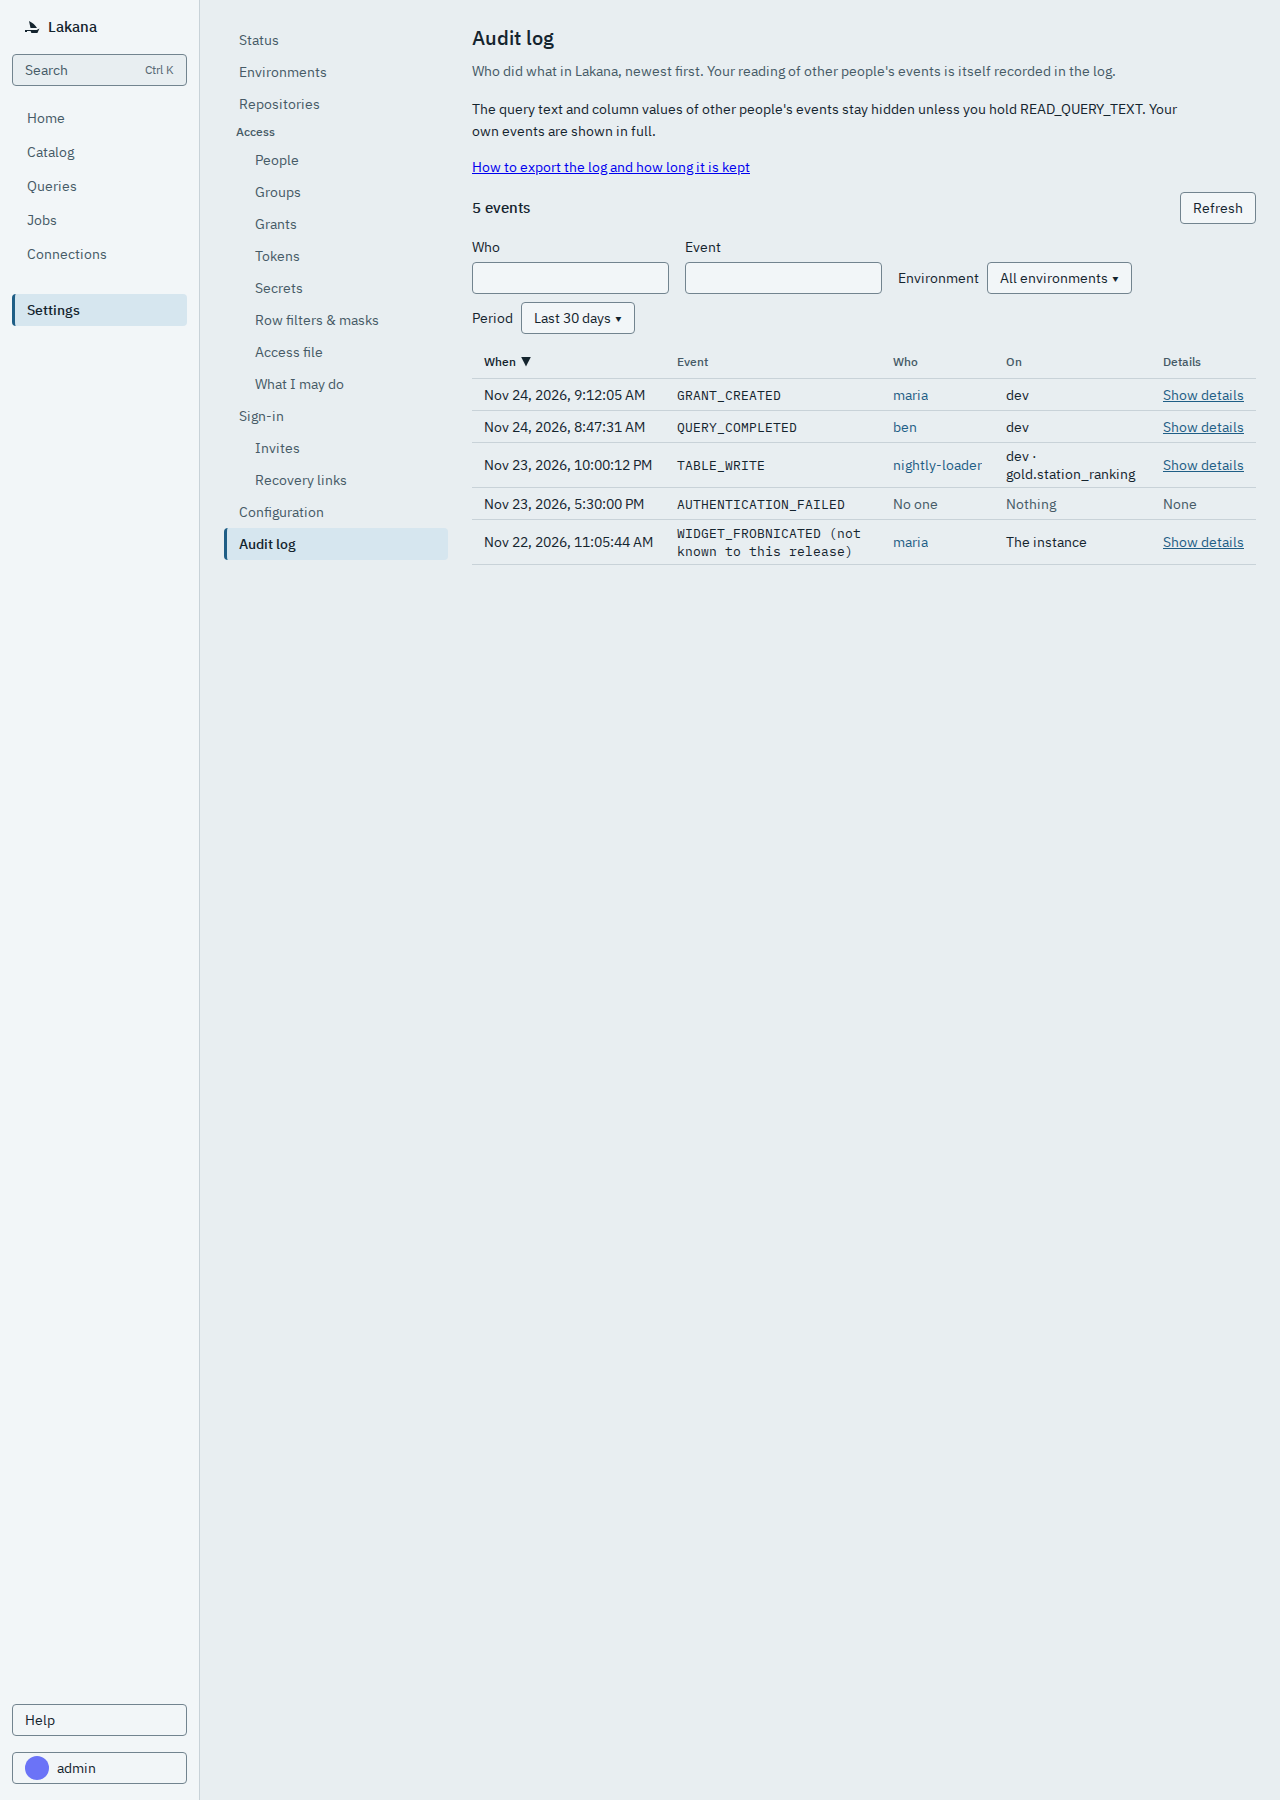 Lakana
Search Ctrl K
Home
Catalog
Queries
Jobs
Connections
Settings
Help
admin
Status
Environments
Repositories
Access
People
Groups
Grants
Tokens
Secrets
Row filters & masks
Access file
What I may do
Sign-in
Invites
Recovery links
Configuration
Audit log
Audit log
Who did what in Lakana, newest first. Your reading of other people's events is itself recorded in the log.
The query text and column values of other people's events stay hidden unless you hold READ_QUERY_TEXT. Your
own events are shown in full.
How to export the log and how long it is kept
5 events Refresh
Who Event
Environment All environments ▾
Period Last 30 days ▾
When ▼ Event Who On Details
Nov 24, 2026, 9:12:05 AM GRANT_CREATED maria dev Show details
Nov 24, 2026, 8:47:31 AM QUERY_COMPLETED ben dev Show details
Nov 23, 2026, 10:00:12 PM TABLE_WRITE nightly-loader dev · Show details
gold.station_ranking
Nov 23, 2026, 5:30:00 PM AUTHENTICATION_FAILED No one Nothing None
Nov 22, 2026, 11:05:44 AM WIDGET_FROBNICATED (not maria The instance Show details
known to this release)